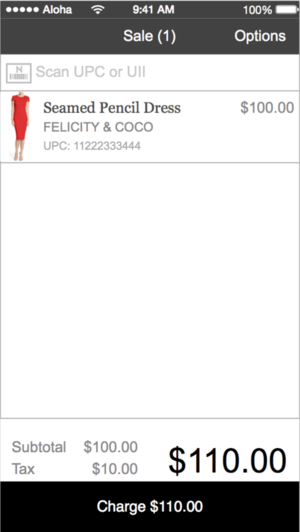 Aloha 9:41 AM 100%
Sale (1) Options
N Scan UPC or UII
Seamed Pencil Dress $100.00
FELICITY & COCO
UPC: 11222333444
Subtotal $100.00
Tax $10.00
$110.00
Charge $110.00